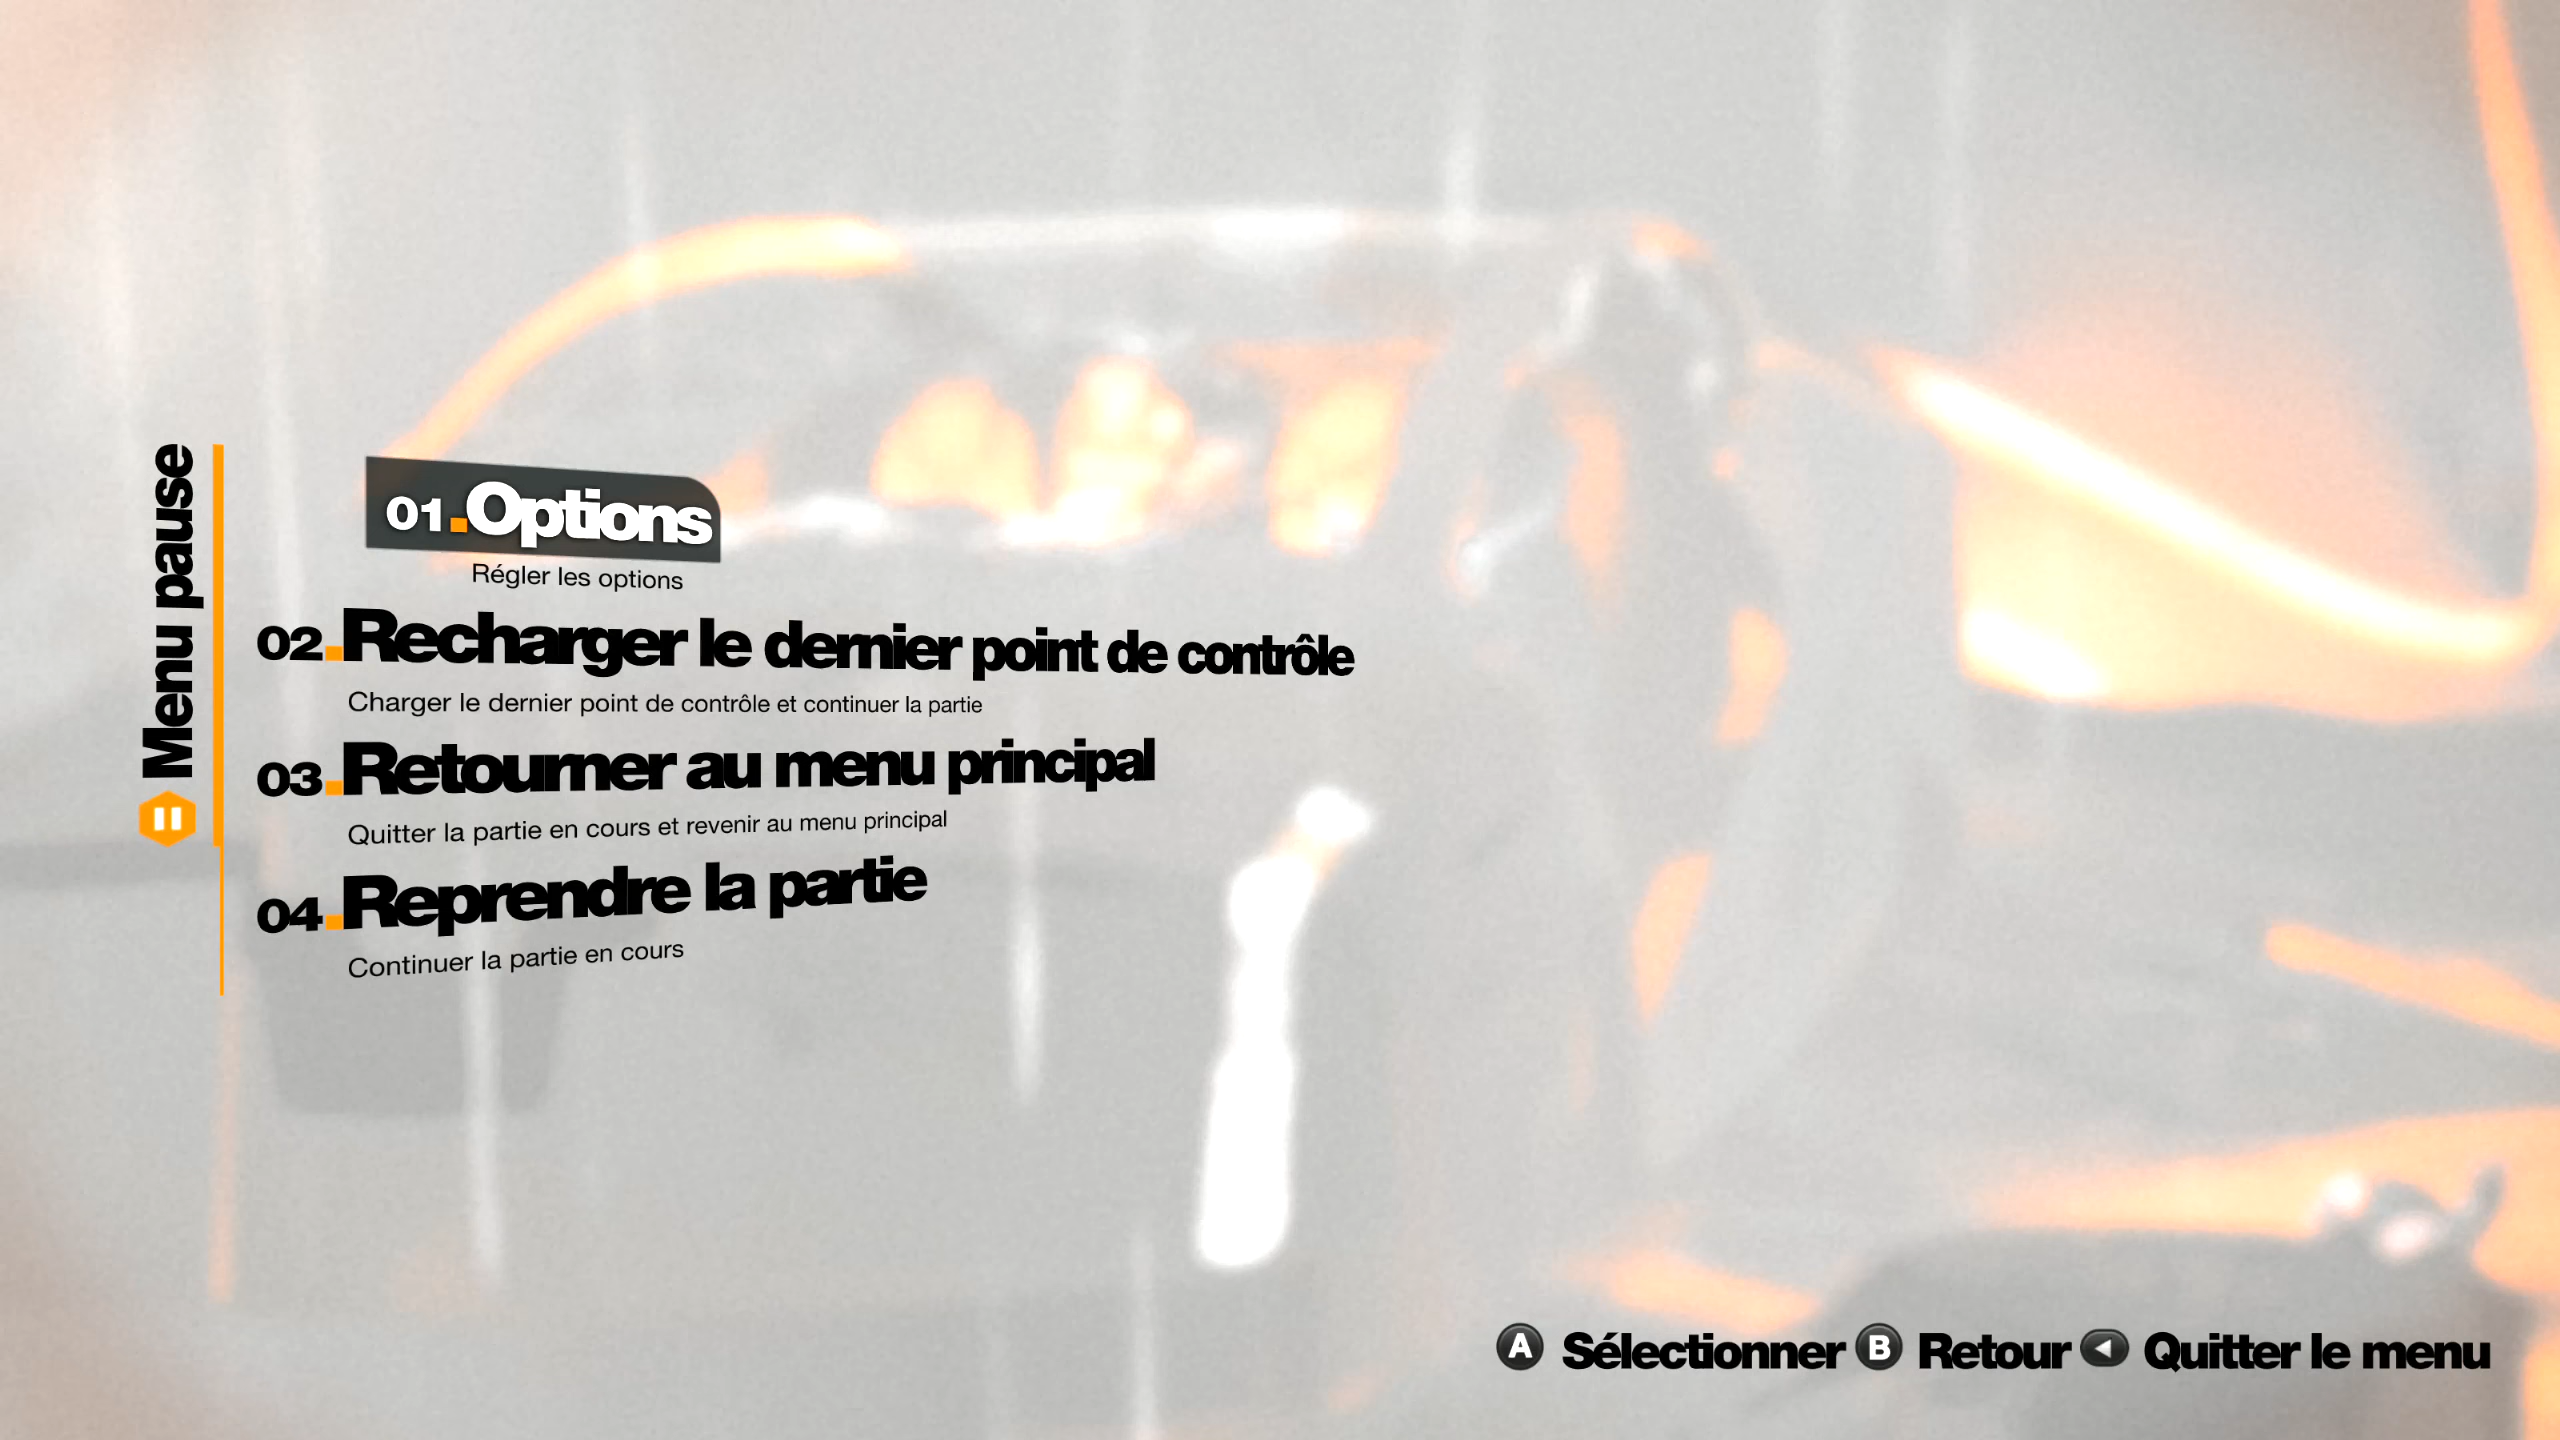 Menu pause
01.Options
Régler les options
02.Recharger le dernier point de contrôle
Charger le dernier point de contrôle et continuer la partie
03.Retourner au menu principal
Quitter la partie en cours et revenir au menu principal
04.Reprendre la partie
Continuer la partie en cours
A Sélectionner B Retour Quitter le menu